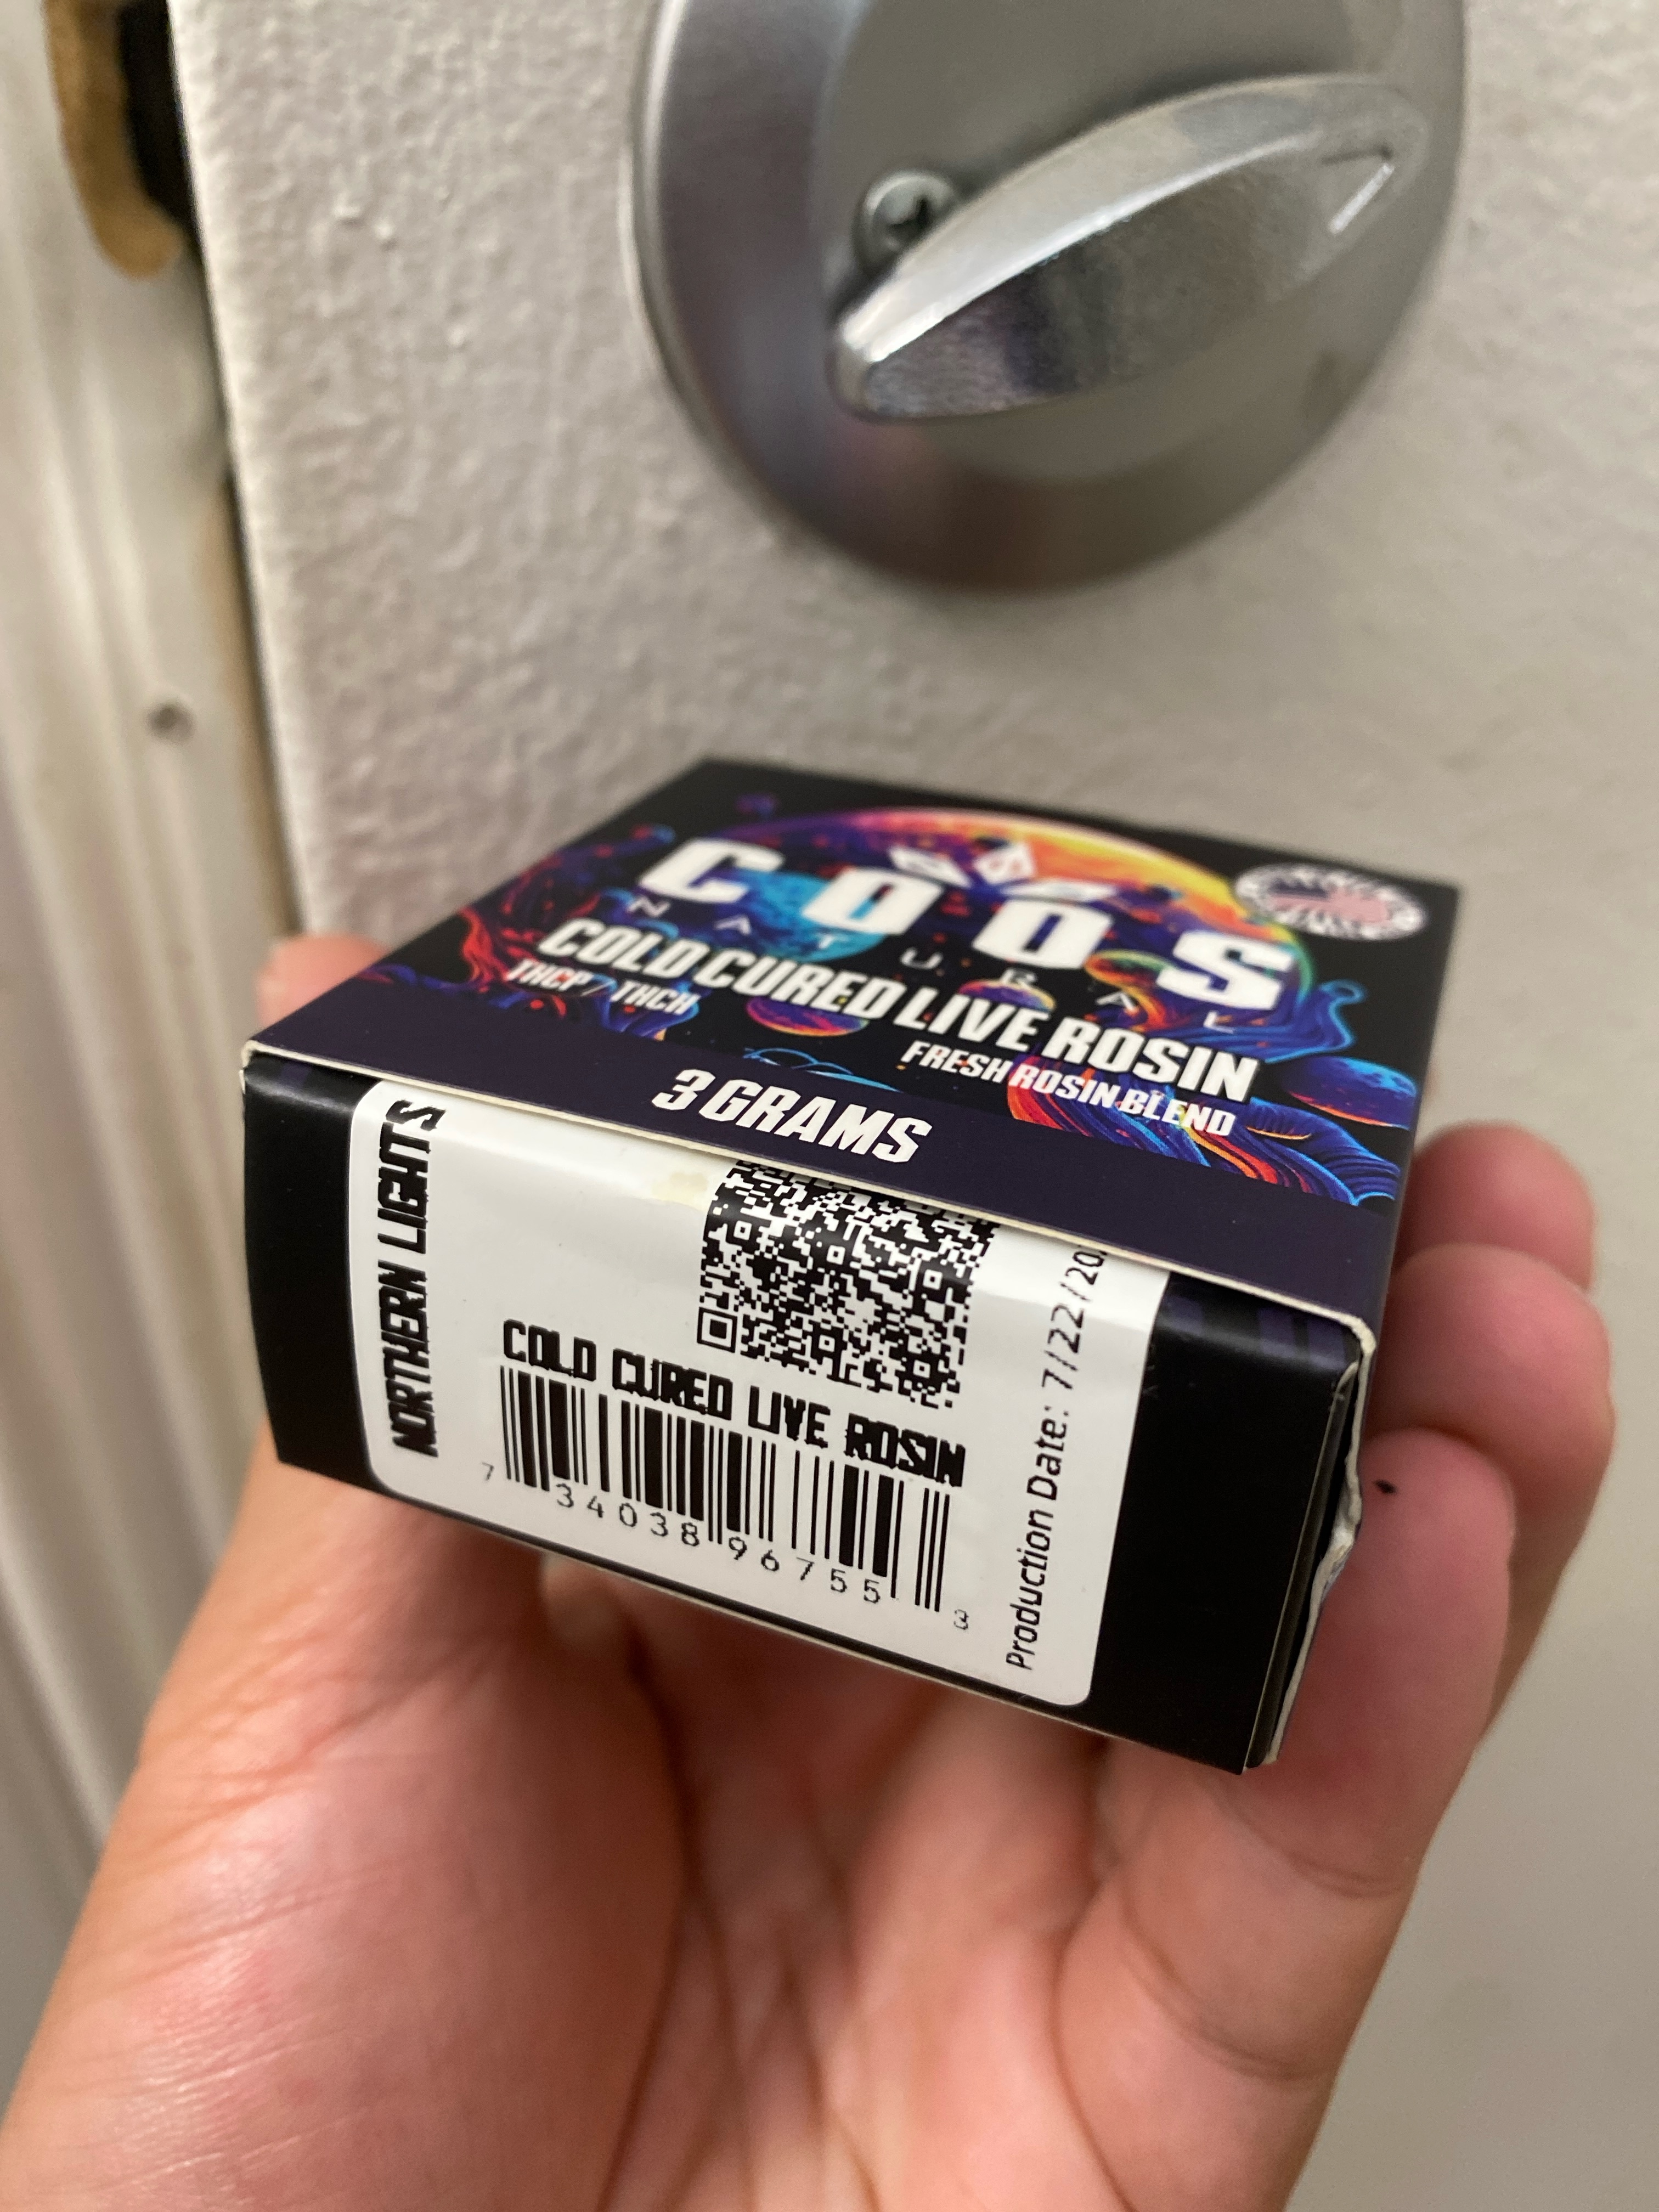 COOS
NATURAL
COLD CURED LIVE ROSIN
THCP / THCH
FRESH ROSIN BLEND
3 GRAMS
NORTHERN LIGHTS
COLD CURED LIVE ROSIN
7 34038 96755 3
Production Date: 7/22/20